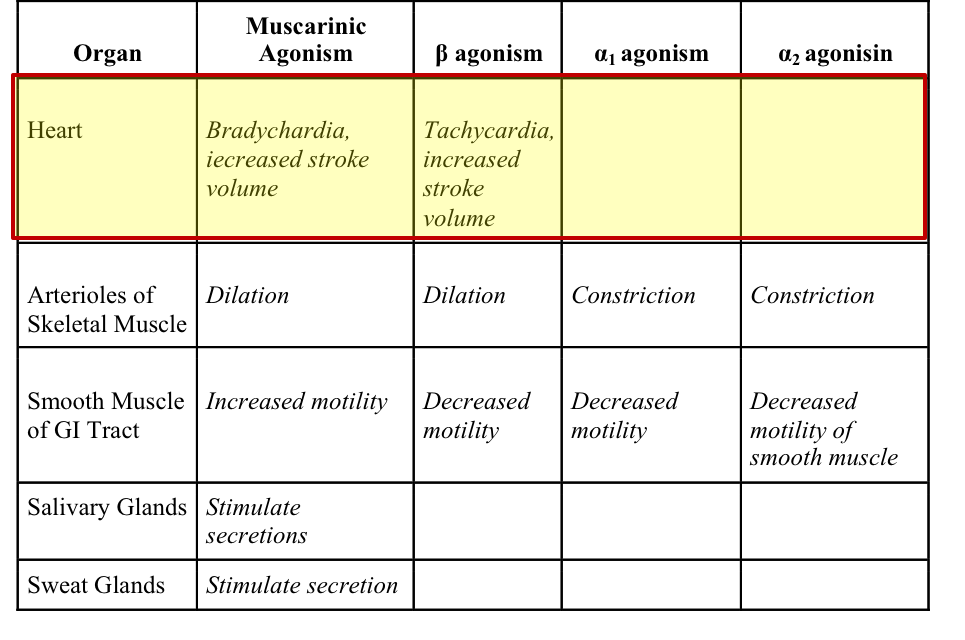 Organ Muscarinic Agonism β agonism α₁ agonism α₂ agonisin
Heart Bradychardia, iecreased stroke volume Tachycardia, increased stroke volume
Arterioles of Skeletal Muscle Dilation Dilation Constriction Constriction
Smooth Muscle of GI Tract Increased motility Decreased motility Decreased motility Decreased motility of smooth muscle
Salivary Glands Stimulate secretions
Sweat Glands Stimulate secretion